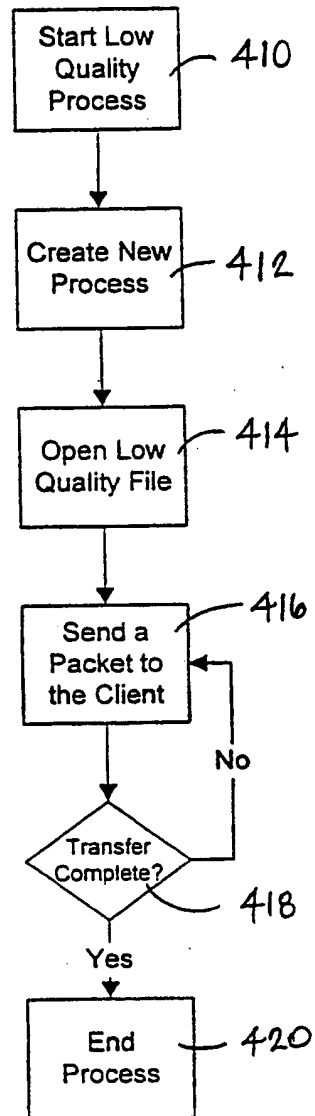 Start Low
Quality
Process
410
Create New
Process
412
Open Low
Quality File
414
Send a
Packet to
the Client
416
No
Transfer
Complete?
418
Yes
End
Process
420